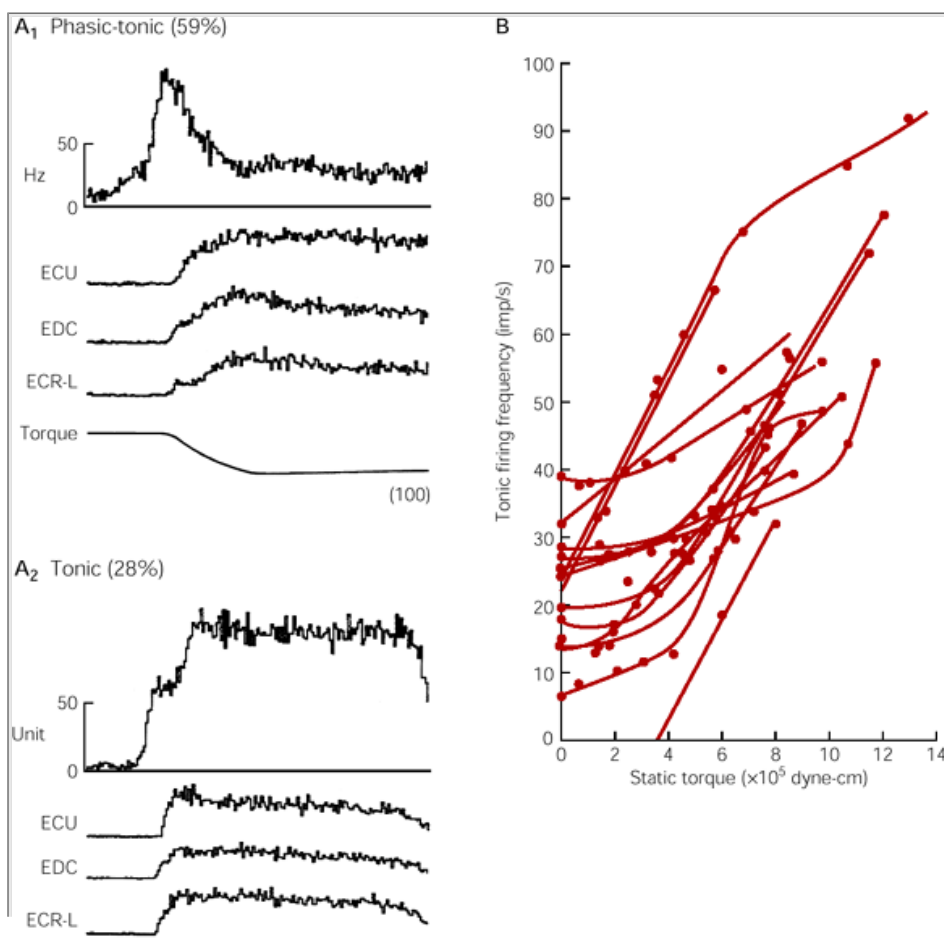 A1 Phasic-tonic (59%)
50
Hz
0
ECU
EDC
ECR-L
Torque
(100)
A2 Tonic (28%)
50
Unit
0
ECU
EDC
ECR-L
B
100
90
80
70
60
50
40
30
20
10
0
Tonic firing frequency (imp/s)
0 2 4 6 8 10 12 14
Static torque (×10⁵ dyne-cm)